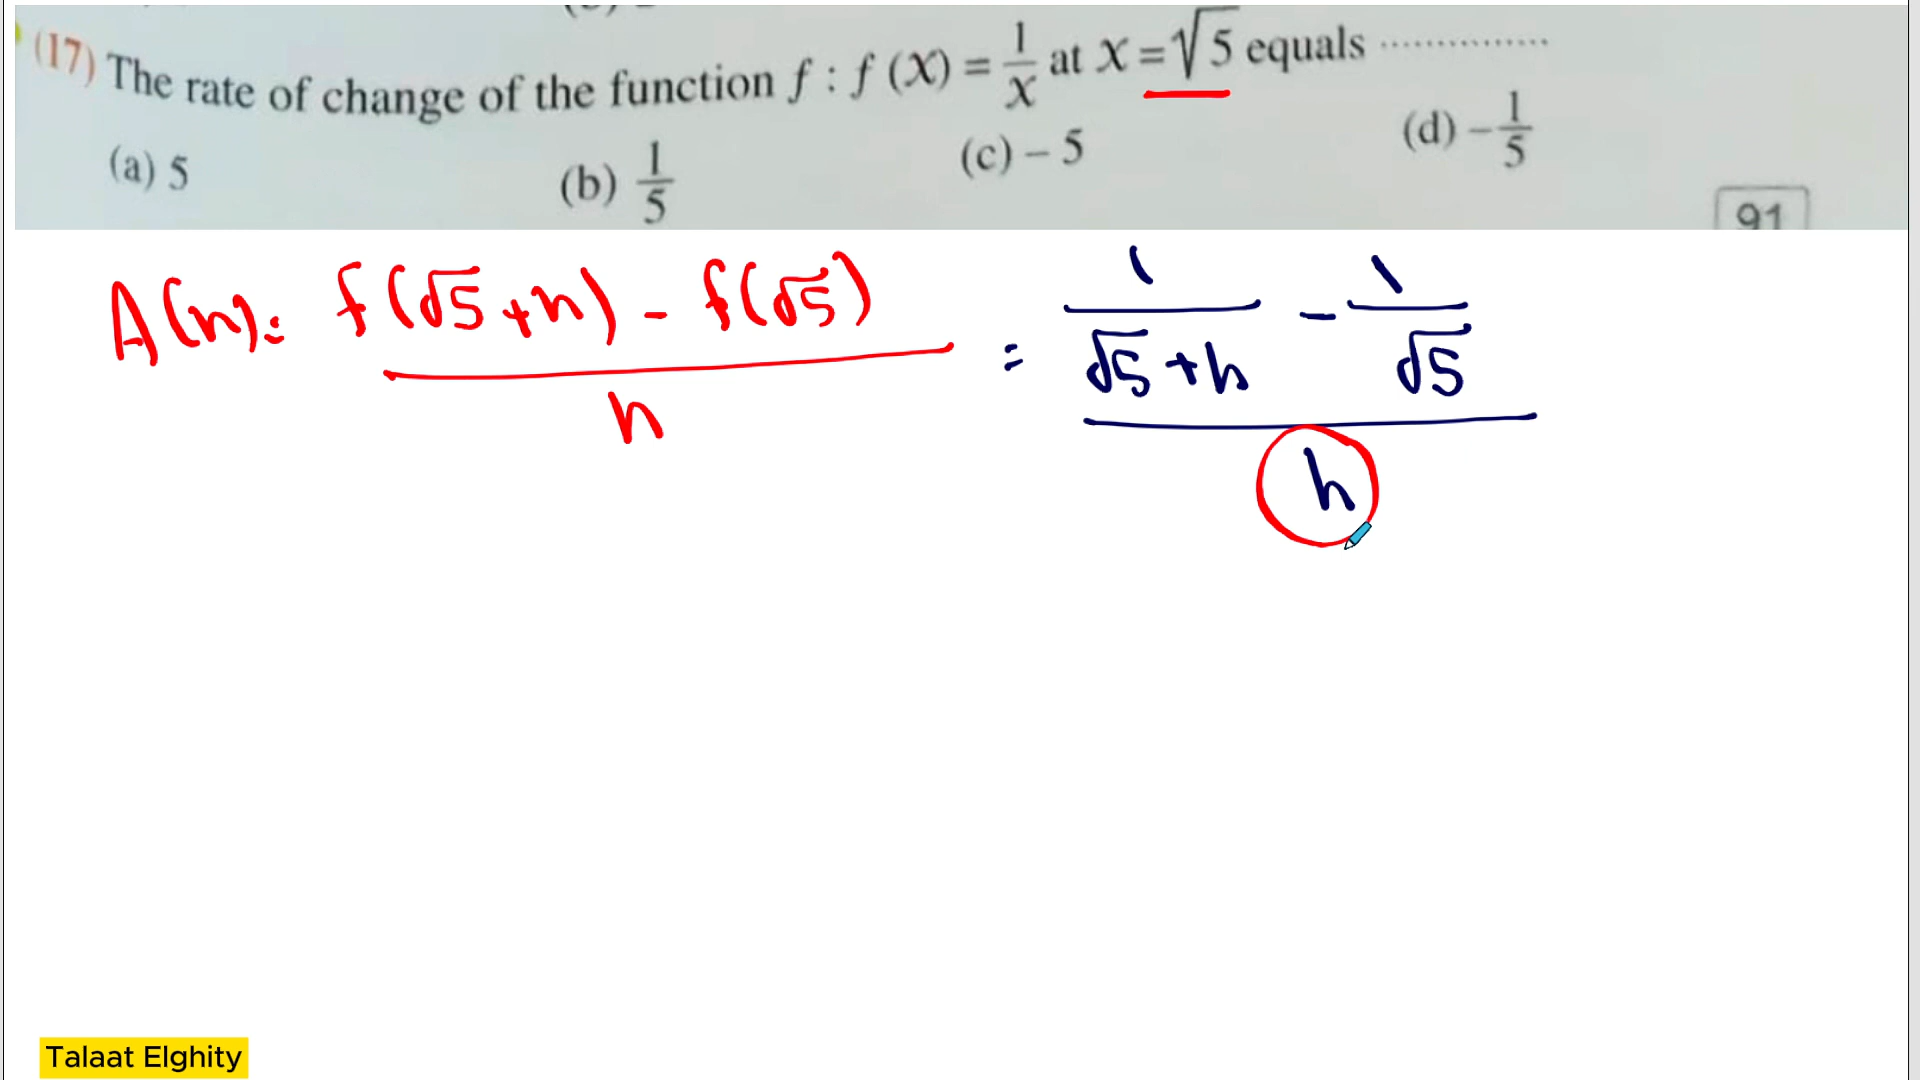 (17) The rate of change of the function f : f (X) = 1/X at X = √5 equals ...............
(a) 5 (b) 1/5 (c) – 5 (d) – 1/5
91
A(h) = f(√5 + h) - f(√5) / h = 1/(√5 + h) - 1/√5 / h
Talaat Elghity